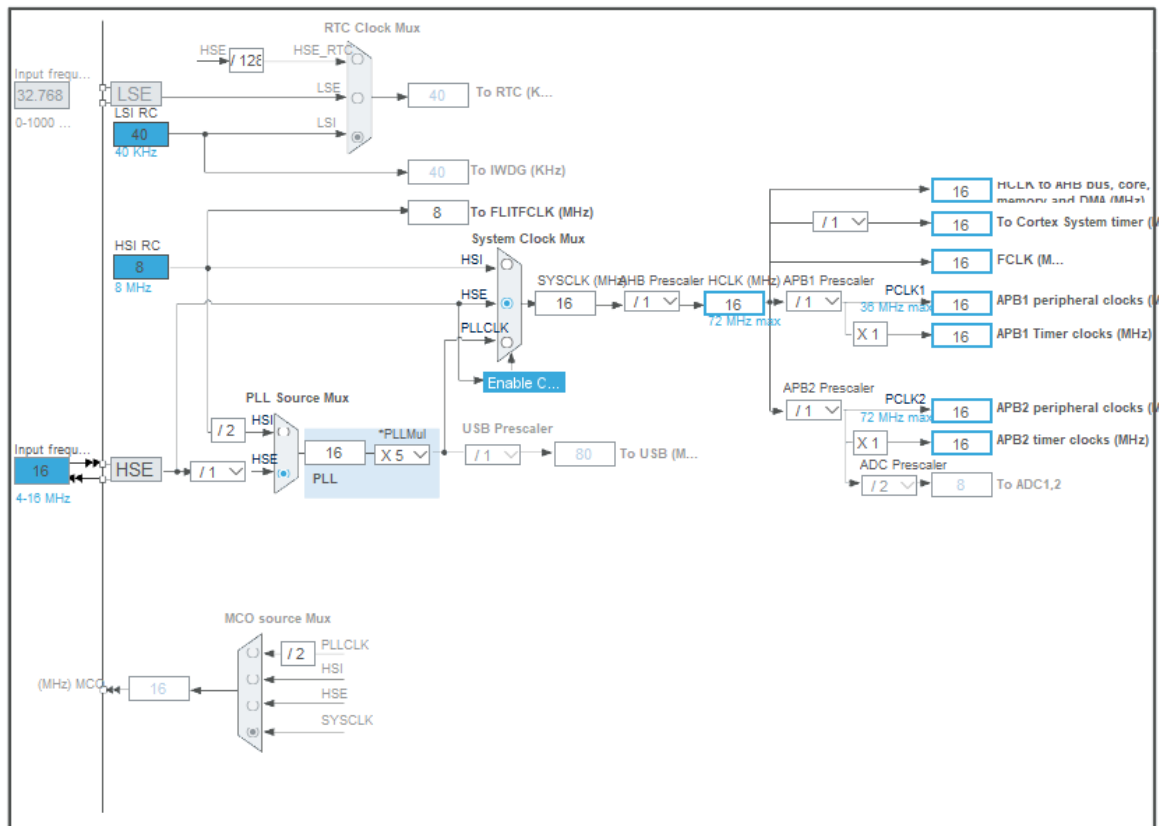 RTC Clock Mux
HSE
/ 128
HSE_RTC
Input frequ...
32.768
0-1000 ...
LSE
LSE
40
To RTC (K...
LSI RC
40
40 KHz
LSI
40
To IWDG (KHz)
8
To FLITFCLK (MHz)
HSI RC
8
8 MHz
System Clock Mux
HSI
HSE
PLLCLK
SYSCLK (MHz)
16
AHB Prescaler
/ 1
HCLK (MHz)
16
72 MHz max
16
HCLK to AHB bus, core,
memory and DMA (MHz)
/ 1
16
To Cortex System timer (
16
FCLK (M...
APB1 Prescaler
/ 1
PCLK1
36 MHz max
16
APB1 peripheral clocks (
X 1
16
APB1 Timer clocks (MHz)
Enable C...
APB2 Prescaler
/ 1
PCLK2
72 MHz max
16
APB2 peripheral clocks (
X 1
16
APB2 timer clocks (MHz)
ADC Prescaler
/ 2
8
To ADC1,2
PLL Source Mux
/ 2
HSI
Input frequ...
16
4-16 MHz
HSE
/ 1
HSE
16
*PLLMul
X 5
PLL
USB Prescaler
/ 1
80
To USB (M...
MCO source Mux
/ 2
PLLCLK
HSI
HSE
SYSCLK
(MHz) MCO
16